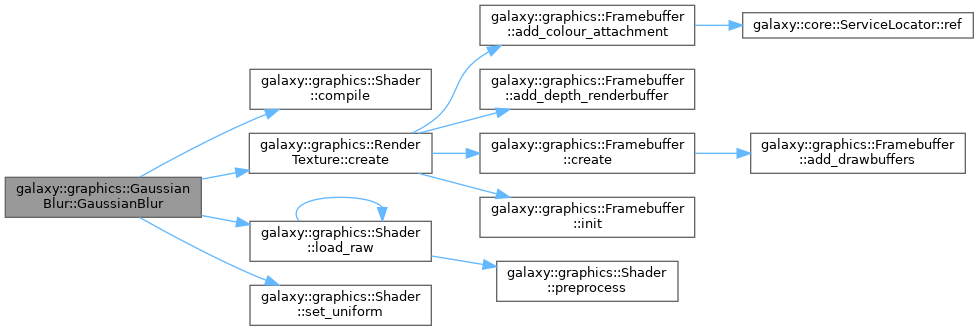 galaxy::graphics::Gaussian
Blur::GaussianBlur
galaxy::graphics::Shader
::compile
galaxy::graphics::Render
Texture::create
galaxy::graphics::Framebuffer
::add_colour_attachment
galaxy::core::ServiceLocator::ref
galaxy::graphics::Framebuffer
::add_depth_renderbuffer
galaxy::graphics::Framebuffer
::create
galaxy::graphics::Framebuffer
::add_drawbuffers
galaxy::graphics::Framebuffer
::init
galaxy::graphics::Shader
::load_raw
galaxy::graphics::Shader
::preprocess
galaxy::graphics::Shader
::set_uniform